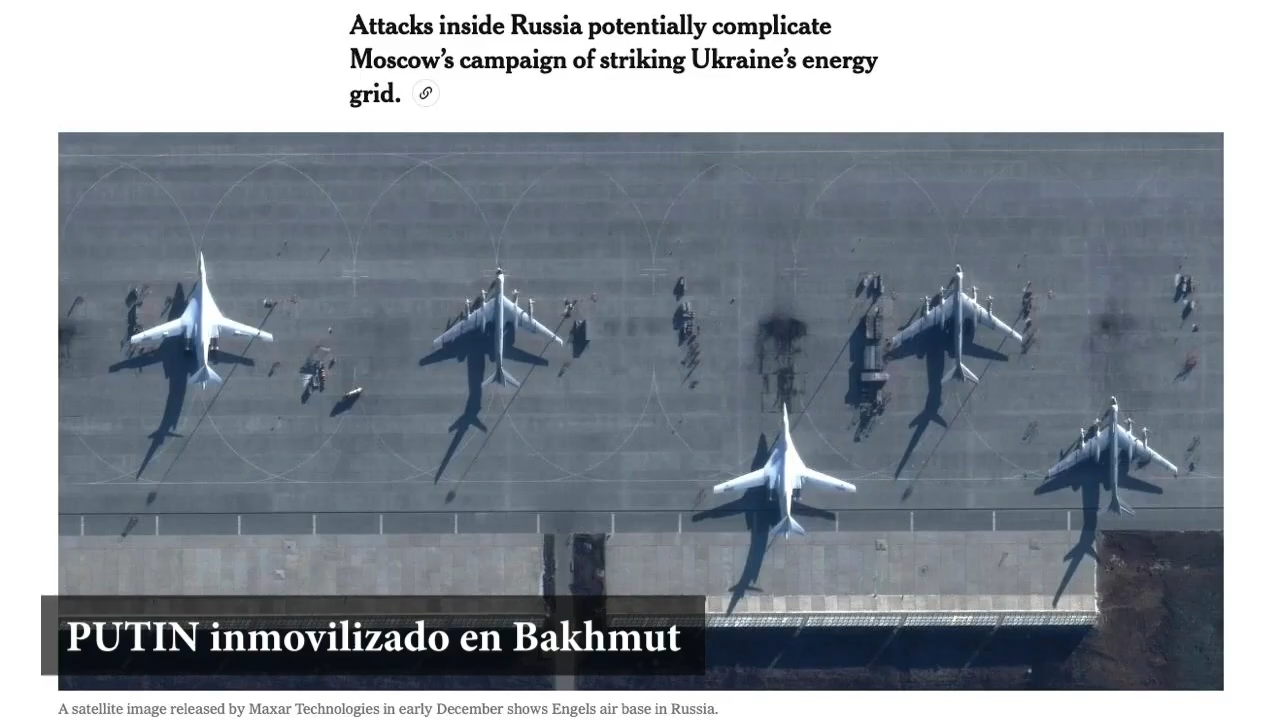 Attacks inside Russia potentially complicate
Moscow’s campaign of striking Ukraine’s energy
grid.
PUTIN inmovilizado en Bakhmut
A satellite image released by Maxar Technologies in early December shows Engels air base in Russia.